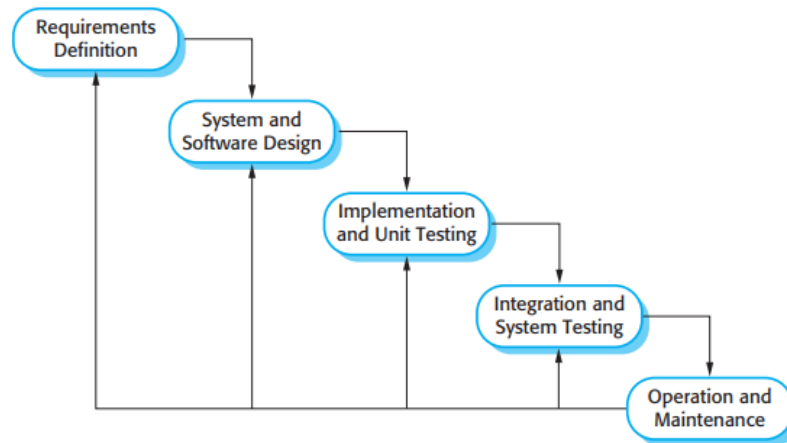 Requirements
Definition
System and
Software Design
Implementation
and Unit Testing
Integration and
System Testing
Operation and
Maintenance